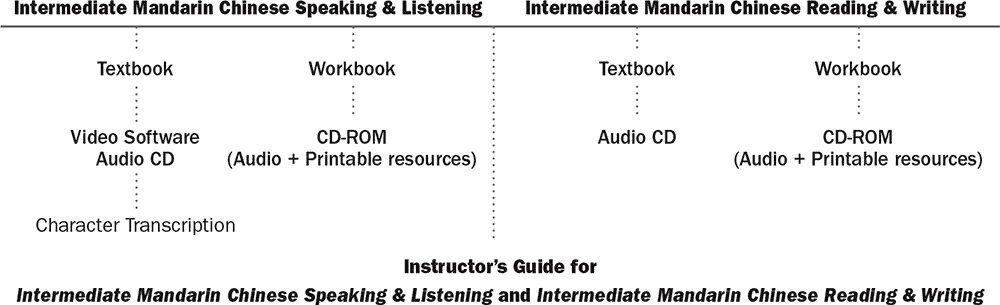 Intermediate Mandarin Chinese Speaking & Listening
Intermediate Mandarin Chinese Reading & Writing
Textbook
Workbook
Textbook
Workbook
Video Software
Audio CD
CD-ROM
(Audio + Printable resources)
Audio CD
CD-ROM
(Audio + Printable resources)
Character Transcription
Instructor’s Guide for
Intermediate Mandarin Chinese Speaking & Listening and Intermediate Mandarin Chinese Reading & Writing